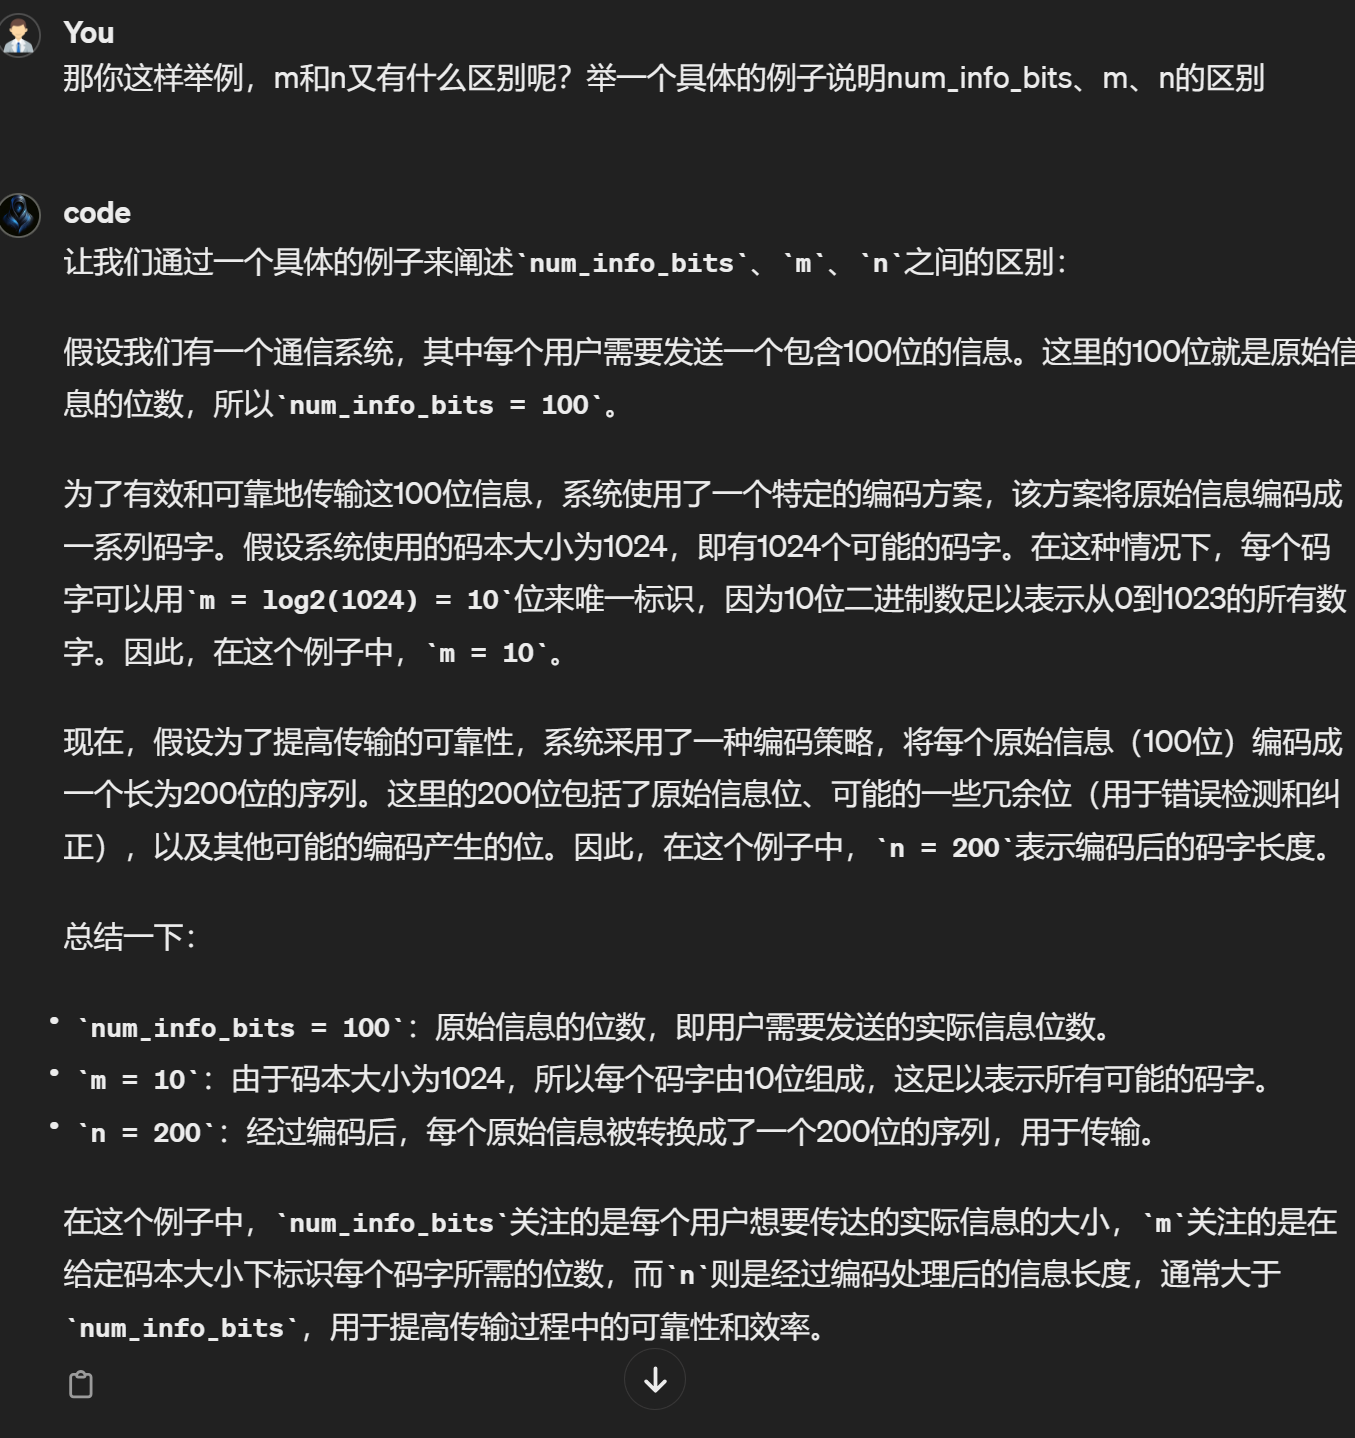 You
那你这样举例，m和n又有什么区别呢？举一个具体的例子说明num_info_bits、m、n的区别
code
让我们通过一个具体的例子来阐述`num_info_bits`、`m`、`n`之间的区别：
假设我们有一个通信系统，其中每个用户需要发送一个包含100位的信息。这里的100位就是原始信
息的位数，所以`num_info_bits = 100`。
为了有效和可靠地传输这100位信息，系统使用了一个特定的编码方案，该方案将原始信息编码成
一系列码字。假设系统使用的码本大小为1024，即有1024个可能的码字。在这种情况下，每个码
字可以用`m = log2(1024) = 10`位来唯一标识，因为10位二进制数足以表示从0到1023的所有数
字。因此，在这个例子中，`m = 10`。
现在，假设为了提高传输的可靠性，系统采用了一种编码策略，将每个原始信息（100位）编码成
一个长为200位的序列。这里的200位包括了原始信息位、可能的一些冗余位（用于错误检测和纠
正），以及其他可能的编码产生的位。因此，在这个例子中，`n = 200`表示编码后的码字长度。
总结一下：
• `num_info_bits = 100`：原始信息的位数，即用户需要发送的实际信息位数。
• `m = 10`：由于码本大小为1024，所以每个码字由10位组成，这足以表示所有可能的码字。
• `n = 200`：经过编码后，每个原始信息被转换成了一个200位的序列，用于传输。
在这个例子中，`num_info_bits`关注的是每个用户想要传达的实际信息的大小，`m`关注的是在
给定码本大小下标识每个码字所需的位数，而`n`则是经过编码处理后的信息长度，通常大于
`num_info_bits`，用于提高传输过程中的可靠性和效率。